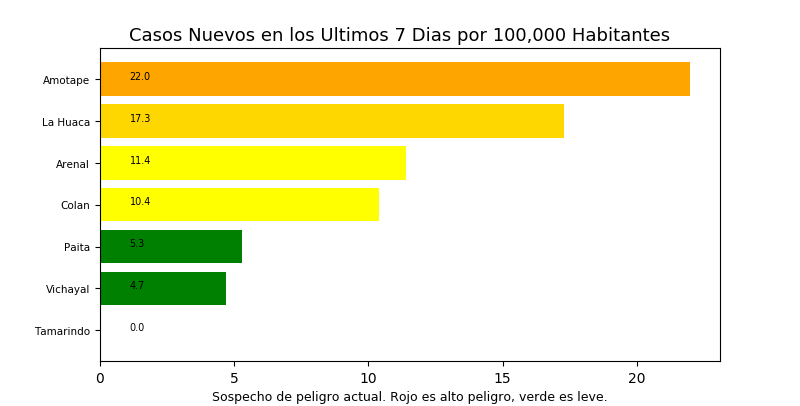 Casos Nuevos en los Ultimos 7 Dias por 100,000 Habitantes
Amotape 22.0
La Huaca 17.3
Arenal 11.4
Colan 10.4
Paita 5.3
Vichayal 4.7
Tamarindo 0.0
0 5 10 15 20
Sospecho de peligro actual. Rojo es alto peligro, verde es leve.